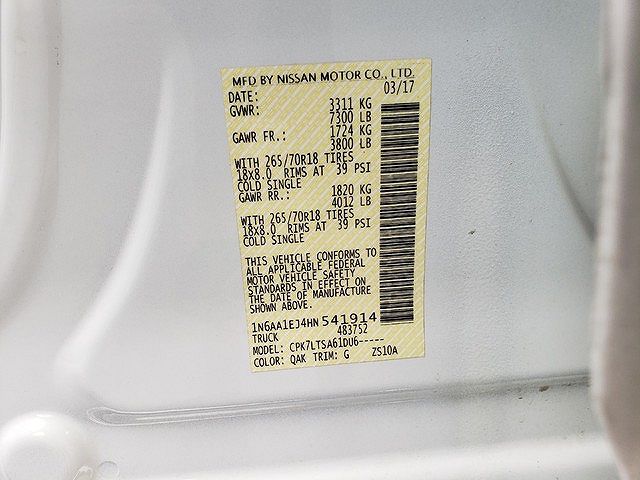 MFD BY NISSAN MOTOR CO., LTD.
DATE: 03/17
GVWR: 3311 KG
7300 LB
GAWR FR.: 1724 KG
3800 LB
WITH 265/70R18 TIRES
18x8.0 RIMS AT 39 PSI
COLD SINGLE
GAWR RR.: 1820 KG
4012 LB
WITH 265/70R18 TIRES
18x8.0 RIMS AT 39 PSI
COLD SINGLE
THIS VEHICLE CONFORMS TO
ALL APPLICABLE FEDERAL
MOTOR VEHICLE SAFETY
STANDARDS IN EFFECT ON
THE DATE OF MANUFACTURE
SHOWN ABOVE.
1N6AA1EJ4HN 541914
TRUCK 483752
MODEL: CPK7LTSA61DU6-----
COLOR: QAK TRIM: G ZS10A